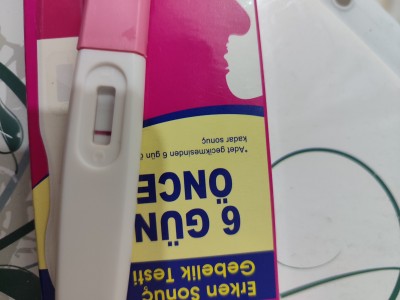 Erken Sonuç
Gebelik Testi
6 GÜN
ÖNCE
*Adet gecikmesinden 6 gün
kadar sonuç